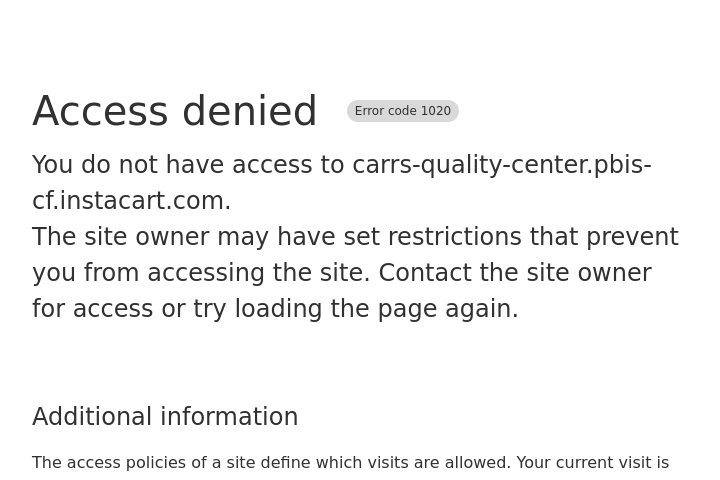 Access denied Error code 1020
You do not have access to carrs-quality-center.pbis-
cf.instacart.com.
The site owner may have set restrictions that prevent
you from accessing the site. Contact the site owner
for access or try loading the page again.
Additional information
The access policies of a site define which visits are allowed. Your current visit is